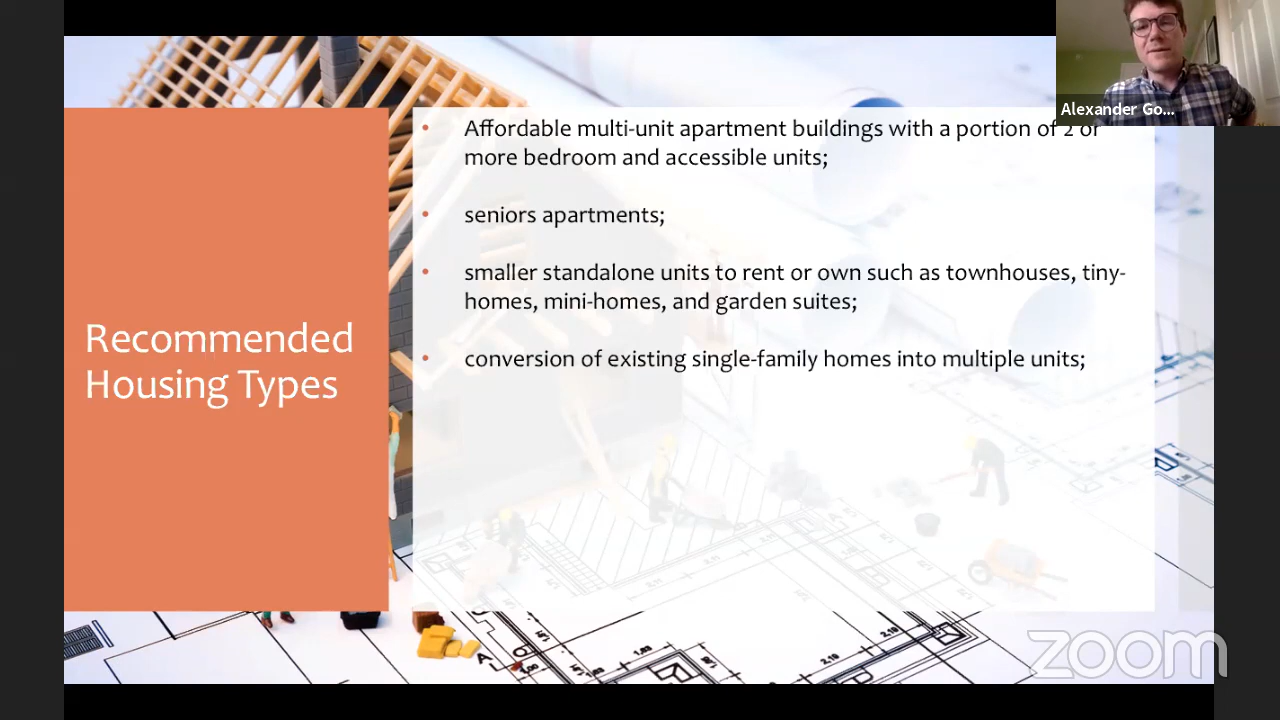 Alexander Go...
• Affordable multi-unit apartment buildings with a portion of 2 or
more bedroom and accessible units;
• seniors apartments;
• smaller standalone units to rent or own such as townhouses, tiny-
homes, mini-homes, and garden suites;
• conversion of existing single-family homes into multiple units;
Recommended
Housing Types
zoom